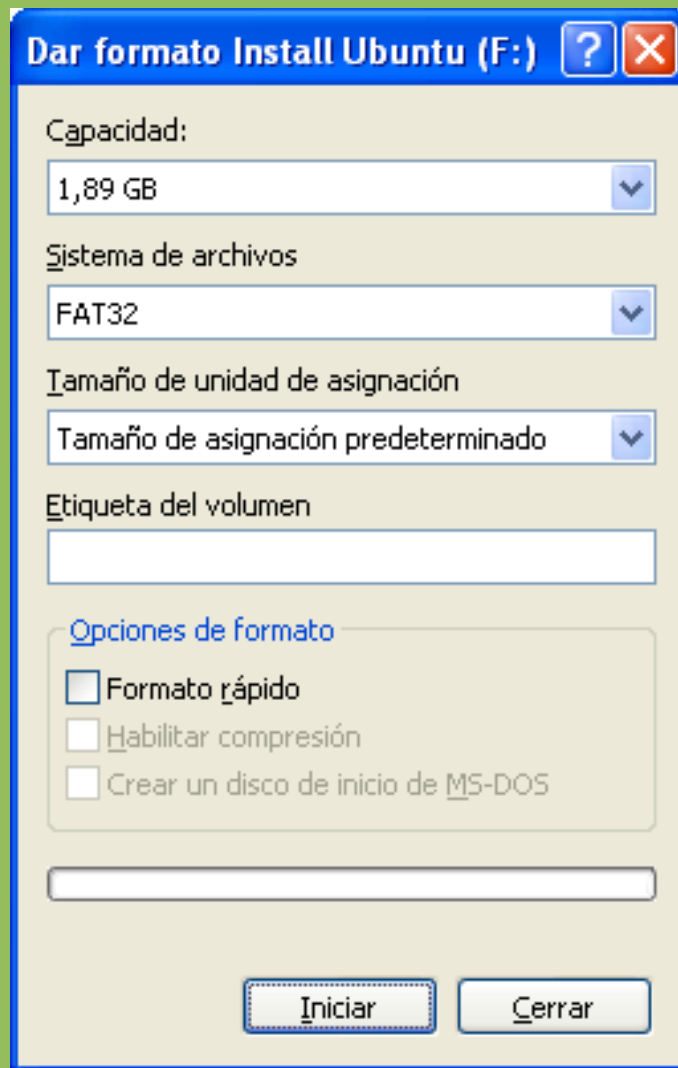 Dar formato Install Ubuntu (F:) ?
Capacidad:
1,89 GB
Sistema de archivos
FAT32
Tamaño de unidad de asignación
Tamaño de asignación predeterminado
Etiqueta del volumen
Opciones de formato
Formato rápido
Habilitar compresión
Crear un disco de inicio de MS-DOS
Iniciar Cerrar